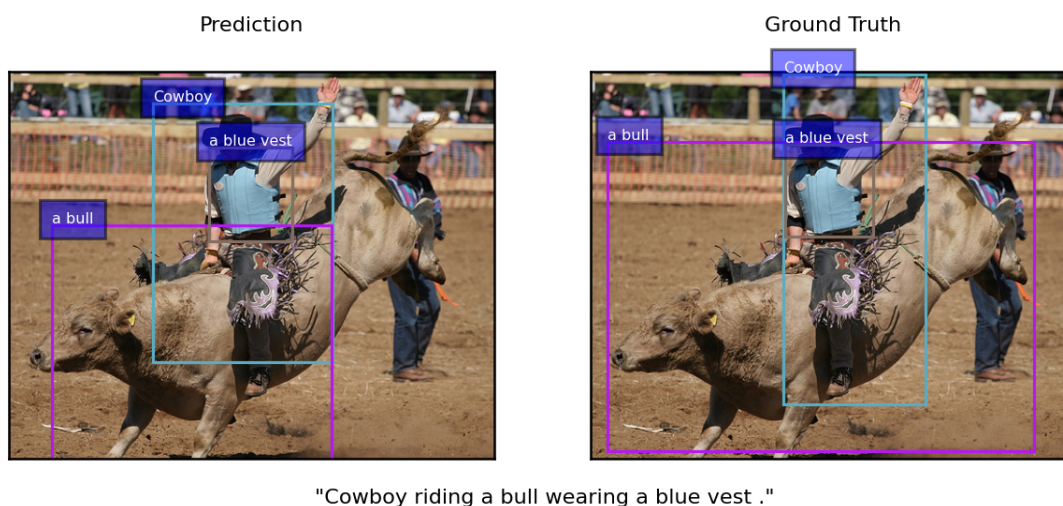 Prediction
Ground Truth
Cowboy
a blue vest
a bull
Cowboy
a bull
a blue vest
"Cowboy riding a bull wearing a blue vest ."